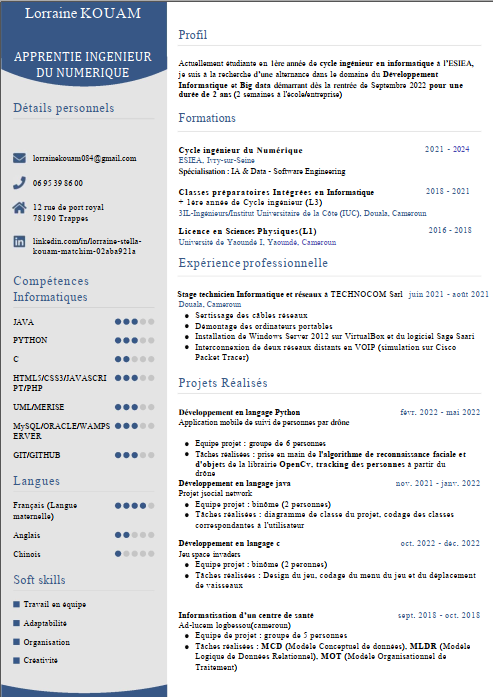 Lorraine KOUAM
APPRENTIE INGENIEUR
DU NUMERIQUE
Détails personnels
lorrainekouam084@gmail.com
06 95 39 86 00
12 rue de port royal
78190 Trappes
linkedin.com/in/lorraine-stella-
kouam-matchim-02aba921a
Compétences
Informatiques
JAVA
PYTHON
C
HTML5/CSS3/JAVASCRI
PT/PHP
UML/MERISE
MySQL/ORACLE/WAMPS
ERVER
GIT/GITHUB
Langues
Français (Langue
maternelle)
Anglais
Chinois
Soft skills
Travail en équipe
Adaptabilité
Organisation
Créativité
Profil
Actuellement étudiante en 1ère année de cycle ingénieur en informatique à l'ESIEA,
je suis à la recherche d'une alternance dans le domaine du Développement
Informatique et Big data démarrant dès la rentrée de Septembre 2022 pour une
durée de 2 ans (2 semaines à l'école/entreprise)
Formations
Cycle ingénieur du Numérique 2021 - 2024
ESIEA, Ivry-sur-Seine
Spécialisation : IA & Data - Software Engineering
Classes préparatoires Intégrées en Informatique 2018 - 2021
+ 1ère année de Cycle ingénieur (L3)
3IL-Ingénieurs/Institut Universitaire de la Côte (IUC), Douala, Cameroun
Licence en Sciences Physiques(L1) 2016 - 2018
Université de Yaoundé I, Yaoundé, Cameroun
Expérience professionnelle
Stage technicien Informatique et réseaux à TECHNOCOM Sarl juin 2021 - août 2021
Douala, Cameroun
● Sertissage des câbles réseaux
● Démontage des ordinateurs portables
● Installation de Windows Server 2012 sur VirtualBox et du logiciel Sage Saari
● Interconnexion de deux réseaux distants en VOIP (simulation sur Cisco
Packet Tracer)
Projets Réalisés
Développement en langage Python févr. 2022 - mai 2022
Application mobile de suivi de personnes par drône
● Equipe projet : groupe de 6 personnes
● Tâches réalisées : prise en main de l'algorithme de reconnaissance faciale et
d'objets de la librairie OpenCv, tracking des personnes à partir du
drône
Développement en langage java nov. 2021 - janv. 2022
Projet jsocial network
● Equipe projet : binôme (2 personnes)
● Tâches réalisées : diagramme de classe du projet, codage des classes
correspondantes à l'utilisateur
Développement en langage c oct. 2022 - déc. 2022
Jeu space invaders
● Equipe projet : binôme (2 peronnes)
● Tâches réalisées : Design du jeu, codage du menu du jeu et du déplacement
de vaisseaux
Informatisation d'un centre de santé sept. 2018 - oct. 2018
Ad-lucem logbessou(cameroun)
● Equipe de projet : groupe de 5 personnes
● Tâches réalisées : MCD (Modèle Conceptuel de données), MLDR (Modèle
Logique de Données Relationnel), MOT (Modèle Organisationnel de
Traitement)